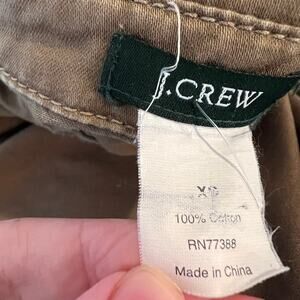 J.CREW
XS
100% Cotton
RN77388
Made in China